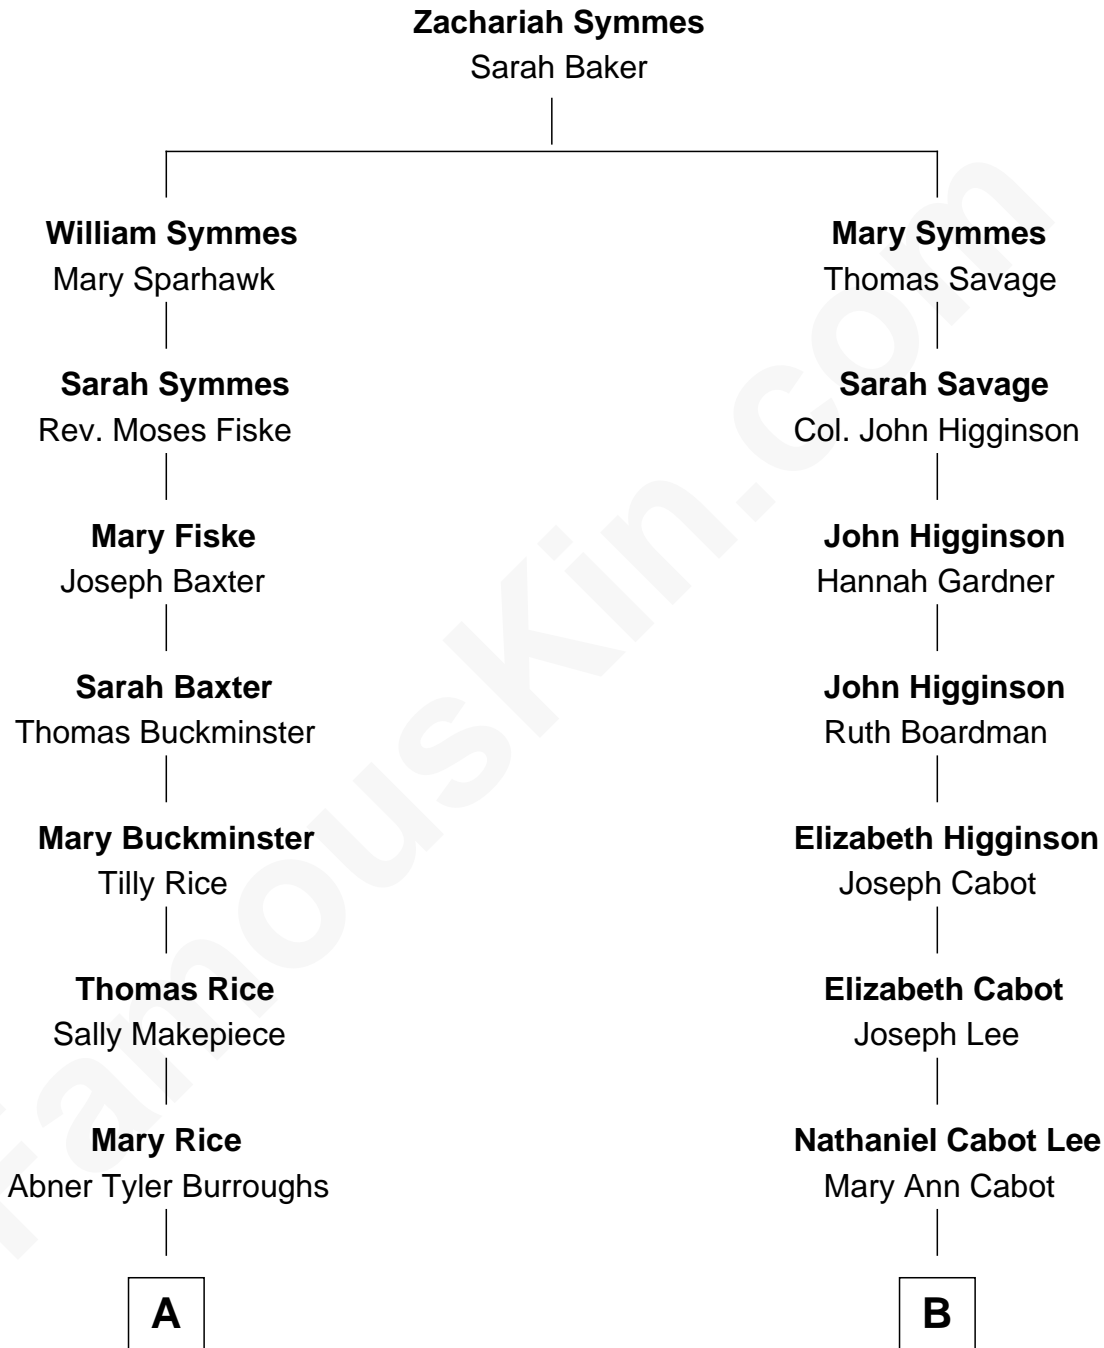 Zachariah Symmes
Sarah Baker
William Symmes
Mary Sparhawk
Mary Symmes
Thomas Savage
Sarah Symmes
Rev. Moses Fiske
Sarah Savage
Col. John Higginson
Mary Fiske
Joseph Baxter
John Higginson
Hannah Gardner
Sarah Baxter
Thomas Buckminster
John Higginson
Ruth Boardman
Mary Buckminster
Tilly Rice
Elizabeth Higginson
Joseph Cabot
Thomas Rice
Sally Makepiece
Elizabeth Cabot
Joseph Lee
Mary Rice
Abner Tyler Burroughs
Nathaniel Cabot Lee
Mary Ann Cabot
A
B
FamousKin.com